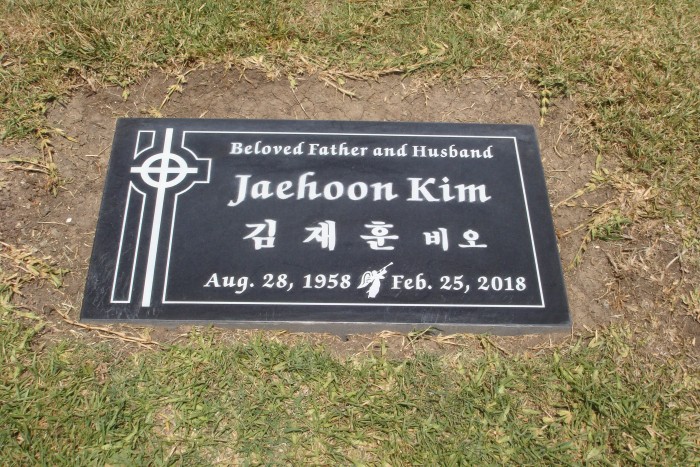 Beloved Father and Husband
Jaehoon Kim
김 재 훈 비오
Aug. 28, 1958 Feb. 25, 2018